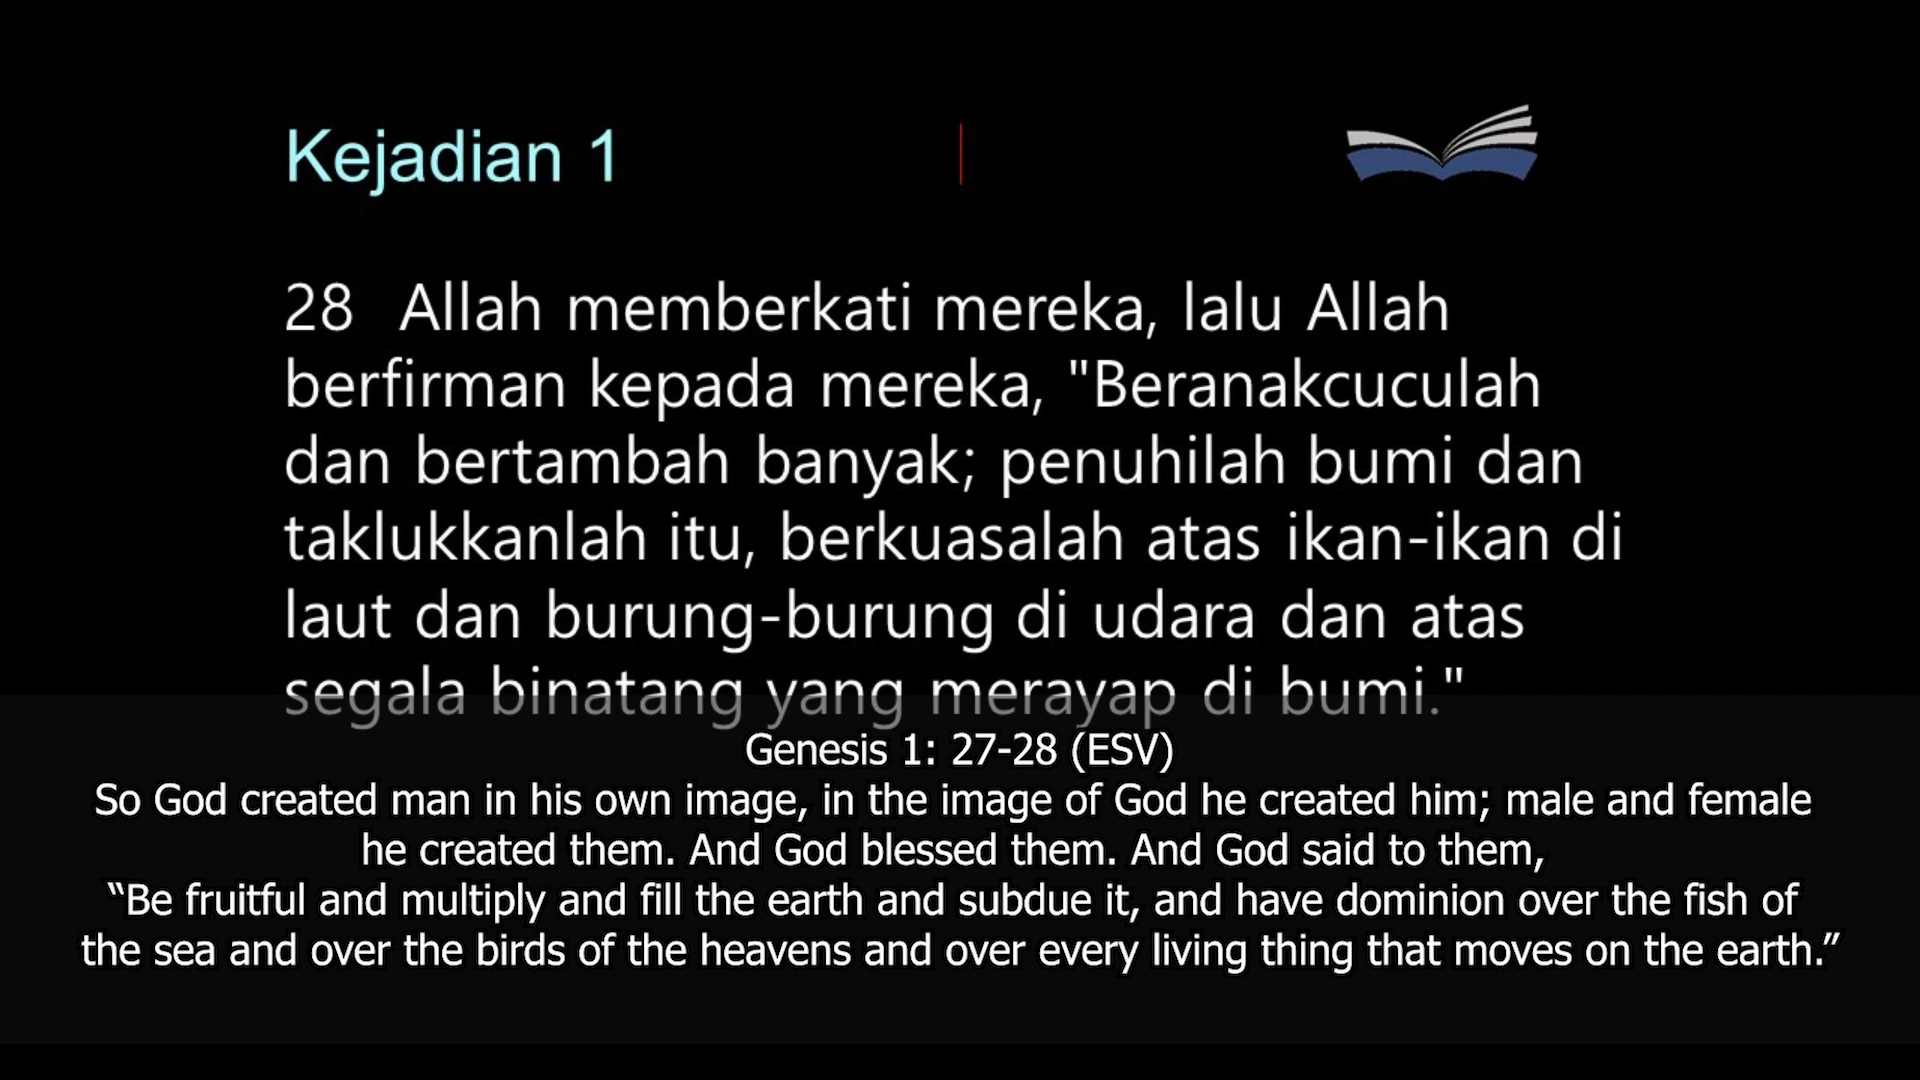 Kejadian 1
28 Allah memberkati mereka, lalu Allah
berfirman kepada mereka, "Beranakcuculah
dan bertambah banyak; penuhilah bumi dan
taklukkanlah itu, berkuasalah atas ikan-ikan di
laut dan burung-burung di udara dan atas
segala binatang yang merayap di bumi."
Genesis 1: 27-28 (ESV)
So God created man in his own image, in the image of God he created him; male and female
he created them. And God blessed them. And God said to them,
“Be fruitful and multiply and fill the earth and subdue it, and have dominion over the fish of
the sea and over the birds of the heavens and over every living thing that moves on the earth.”